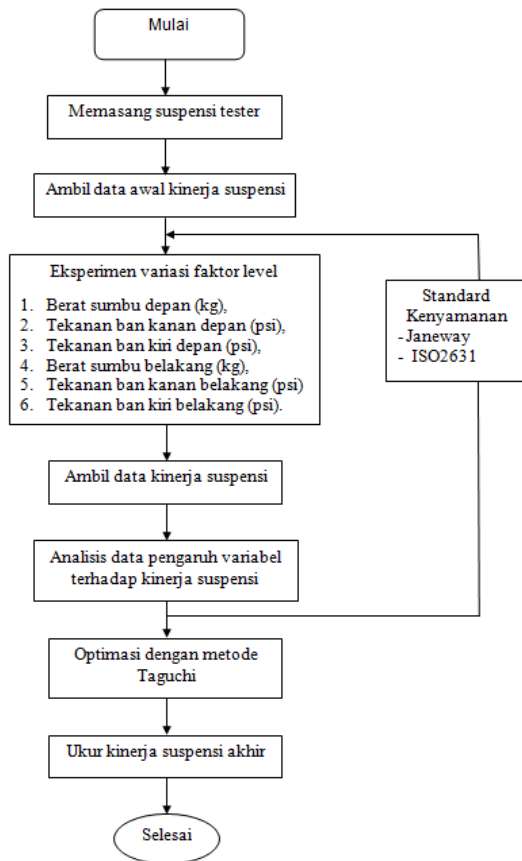 Mulai
Memasang suspensi tester
Ambil data awal kinerja suspensi
Eksperimen variasi faktor level
1. Berat sumbu depan (kg),
2. Tekanan ban kanan depan (psi),
3. Tekanan ban kiri depan (psi),
4. Berat sumbu belakang (kg),
5. Tekanan ban kanan belakang (psi)
6. Tekanan ban kiri belakang (psi).
Standard
Kenyamanan
-Janeway
- ISO2631
Ambil data kinerja suspensi
Analisis data pengaruh variabel
terhadap kinerja suspensi
Optimasi dengan metode
Taguchi
Ukur kinerja suspensi akhir
Selesai